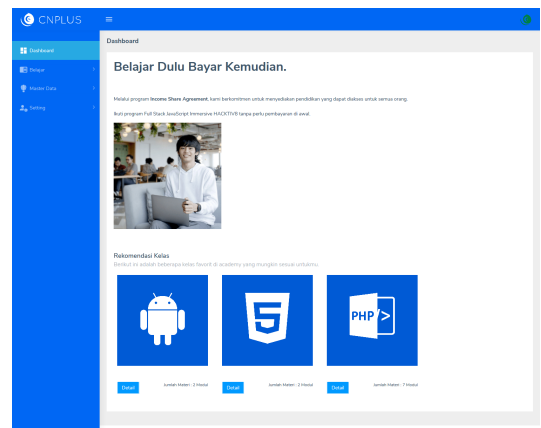 CNPLUS
Dashboard
Dashboard
Belajar
Master Data
Setting
Belajar Dulu Bayar Kemudian.
Melalui program Income Share Agreement, kami berkomitmen untuk menyediakan pendidikan yang dapat diakses untuk semua orang.
Ikuti program Full Stack JavaScript Immersive HACKTIV8 tanpa perlu pembayaran di awal.
Rekomendasi Kelas
Berikut ini adalah beberapa kelas favorit di academy yang mungkin sesuai untukmu.
5
PHP />
Detail
Jumlah Materi : 3 Modul
Detail
Jumlah Materi : 2 Modul
Detail
Jumlah Materi : 7 Modul